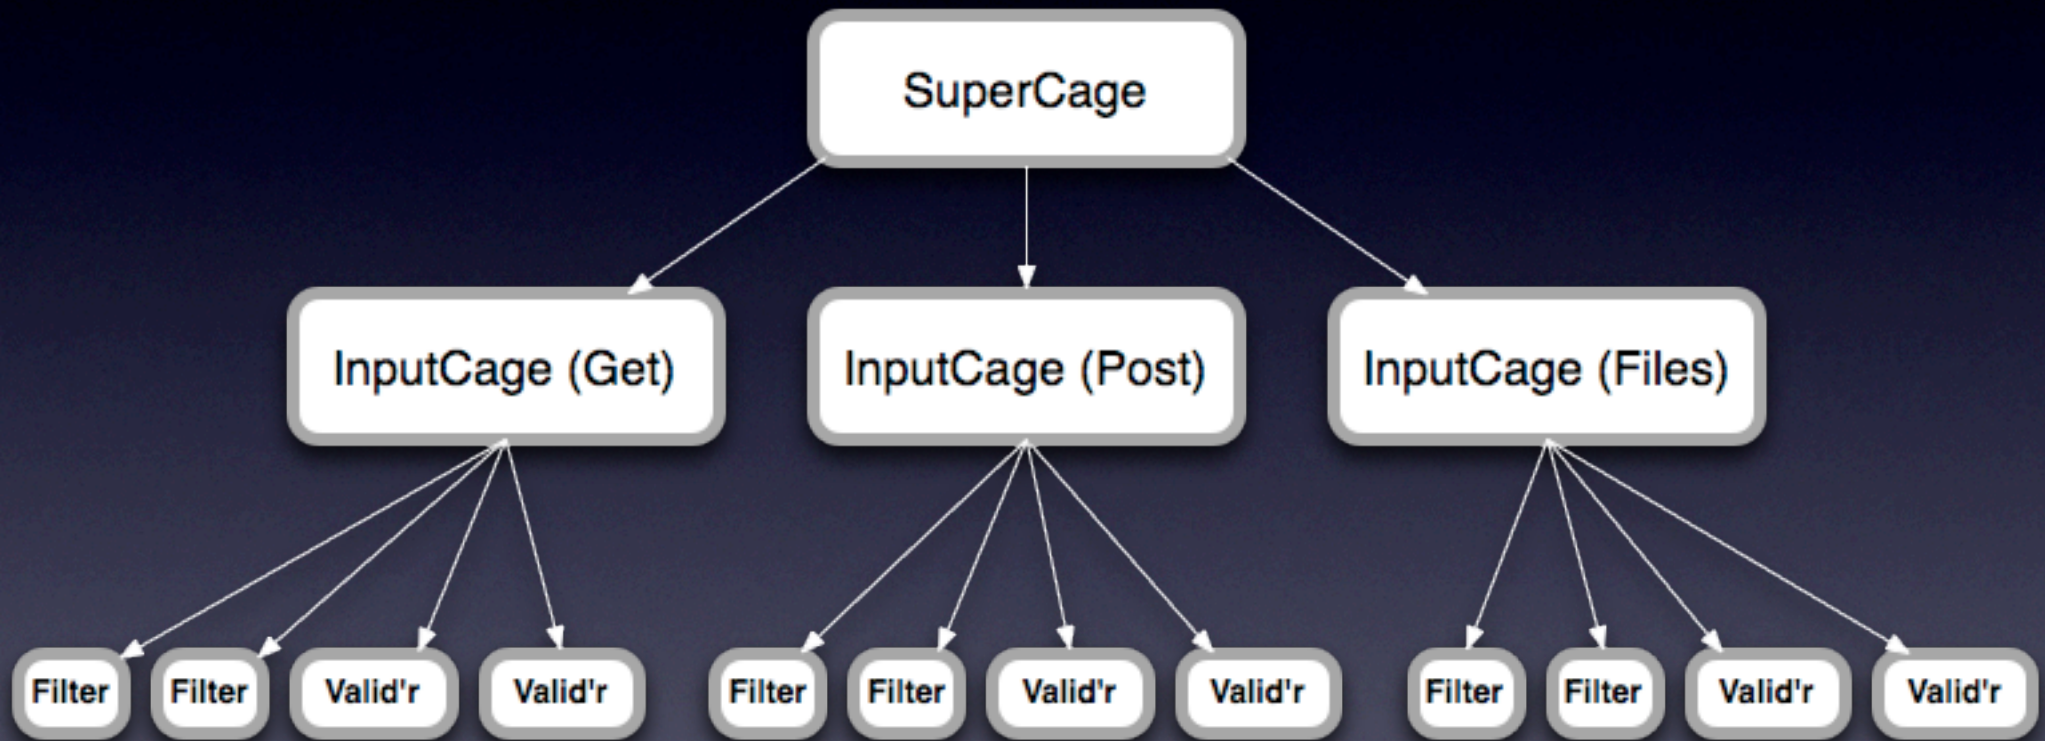 SuperCage
InputCage (Get)
InputCage (Post)
InputCage (Files)
Filter
Filter
Valid'r
Valid'r
Filter
Filter
Valid'r
Valid'r
Filter
Filter
Valid'r
Valid'r